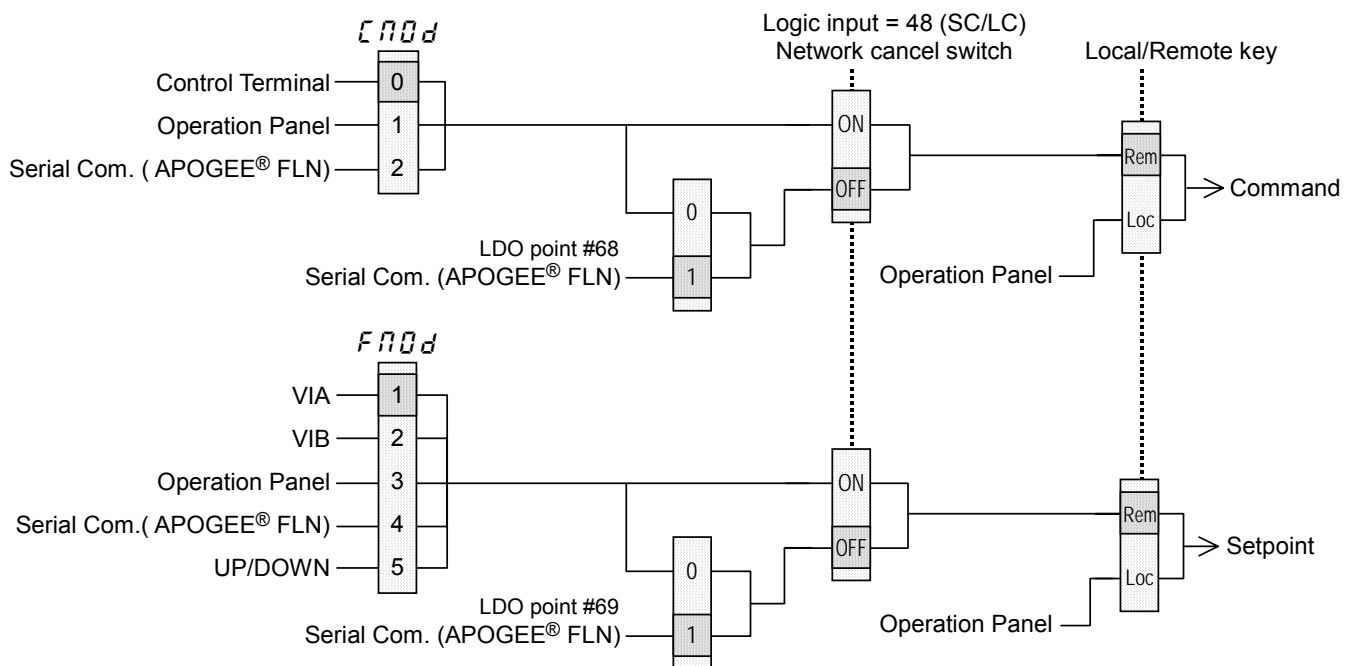 CMOd
Logic input = 48 (SC/LC)
Network cancel switch
Local/Remote key
Control Terminal
0
Operation Panel
1
Serial Com. ( APOGEE® FLN)
2
ON
OFF
Rem
Loc
Command
0
LDO point #68
Serial Com. (APOGEE® FLN)
1
Operation Panel
FMOd
VIA
1
VIB
2
Operation Panel
3
Serial Com.( APOGEE® FLN)
4
UP/DOWN
5
ON
OFF
Rem
Loc
Setpoint
0
LDO point #69
Serial Com. (APOGEE® FLN)
1
Operation Panel